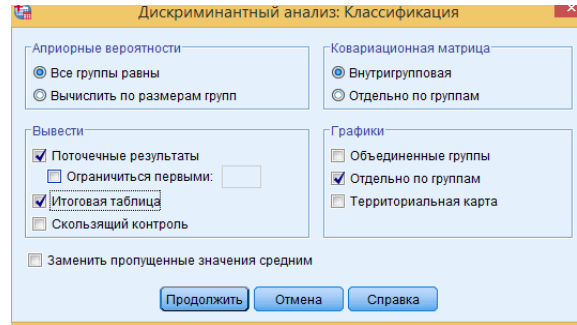 Дискриминантный анализ: Классификация
Априорные вероятности
Все группы равны
Вычислить по размерам групп
Ковариационная матрица
Внутригрупповая
Отдельно по группам
Вывести
Поточечные результаты
Ограничиться первыми:
Итоговая таблица
Скользящий контроль
Графики
Объединенные группы
Отдельно по группам
Территориальная карта
Заменить пропущенные значения средним
Продолжить
Отмена
Справка